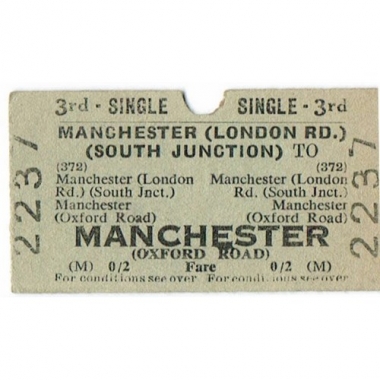 3rd - SINGLE SINGLE - 3rd
MANCHESTER (LONDON RD.)
(SOUTH JUNCTION) TO
(372) (372)
Manchester (London Manchester (London
Rd.) (South Jnct.) Rd.) (South Jnct.)
Manchester Manchester
(Oxford Road) (Oxford Road)
MANCHESTER
(OXFORD ROAD)
(M) 0/2 Fare 0/2 (M)
For conditions see over. For conditions see over
2237
2237